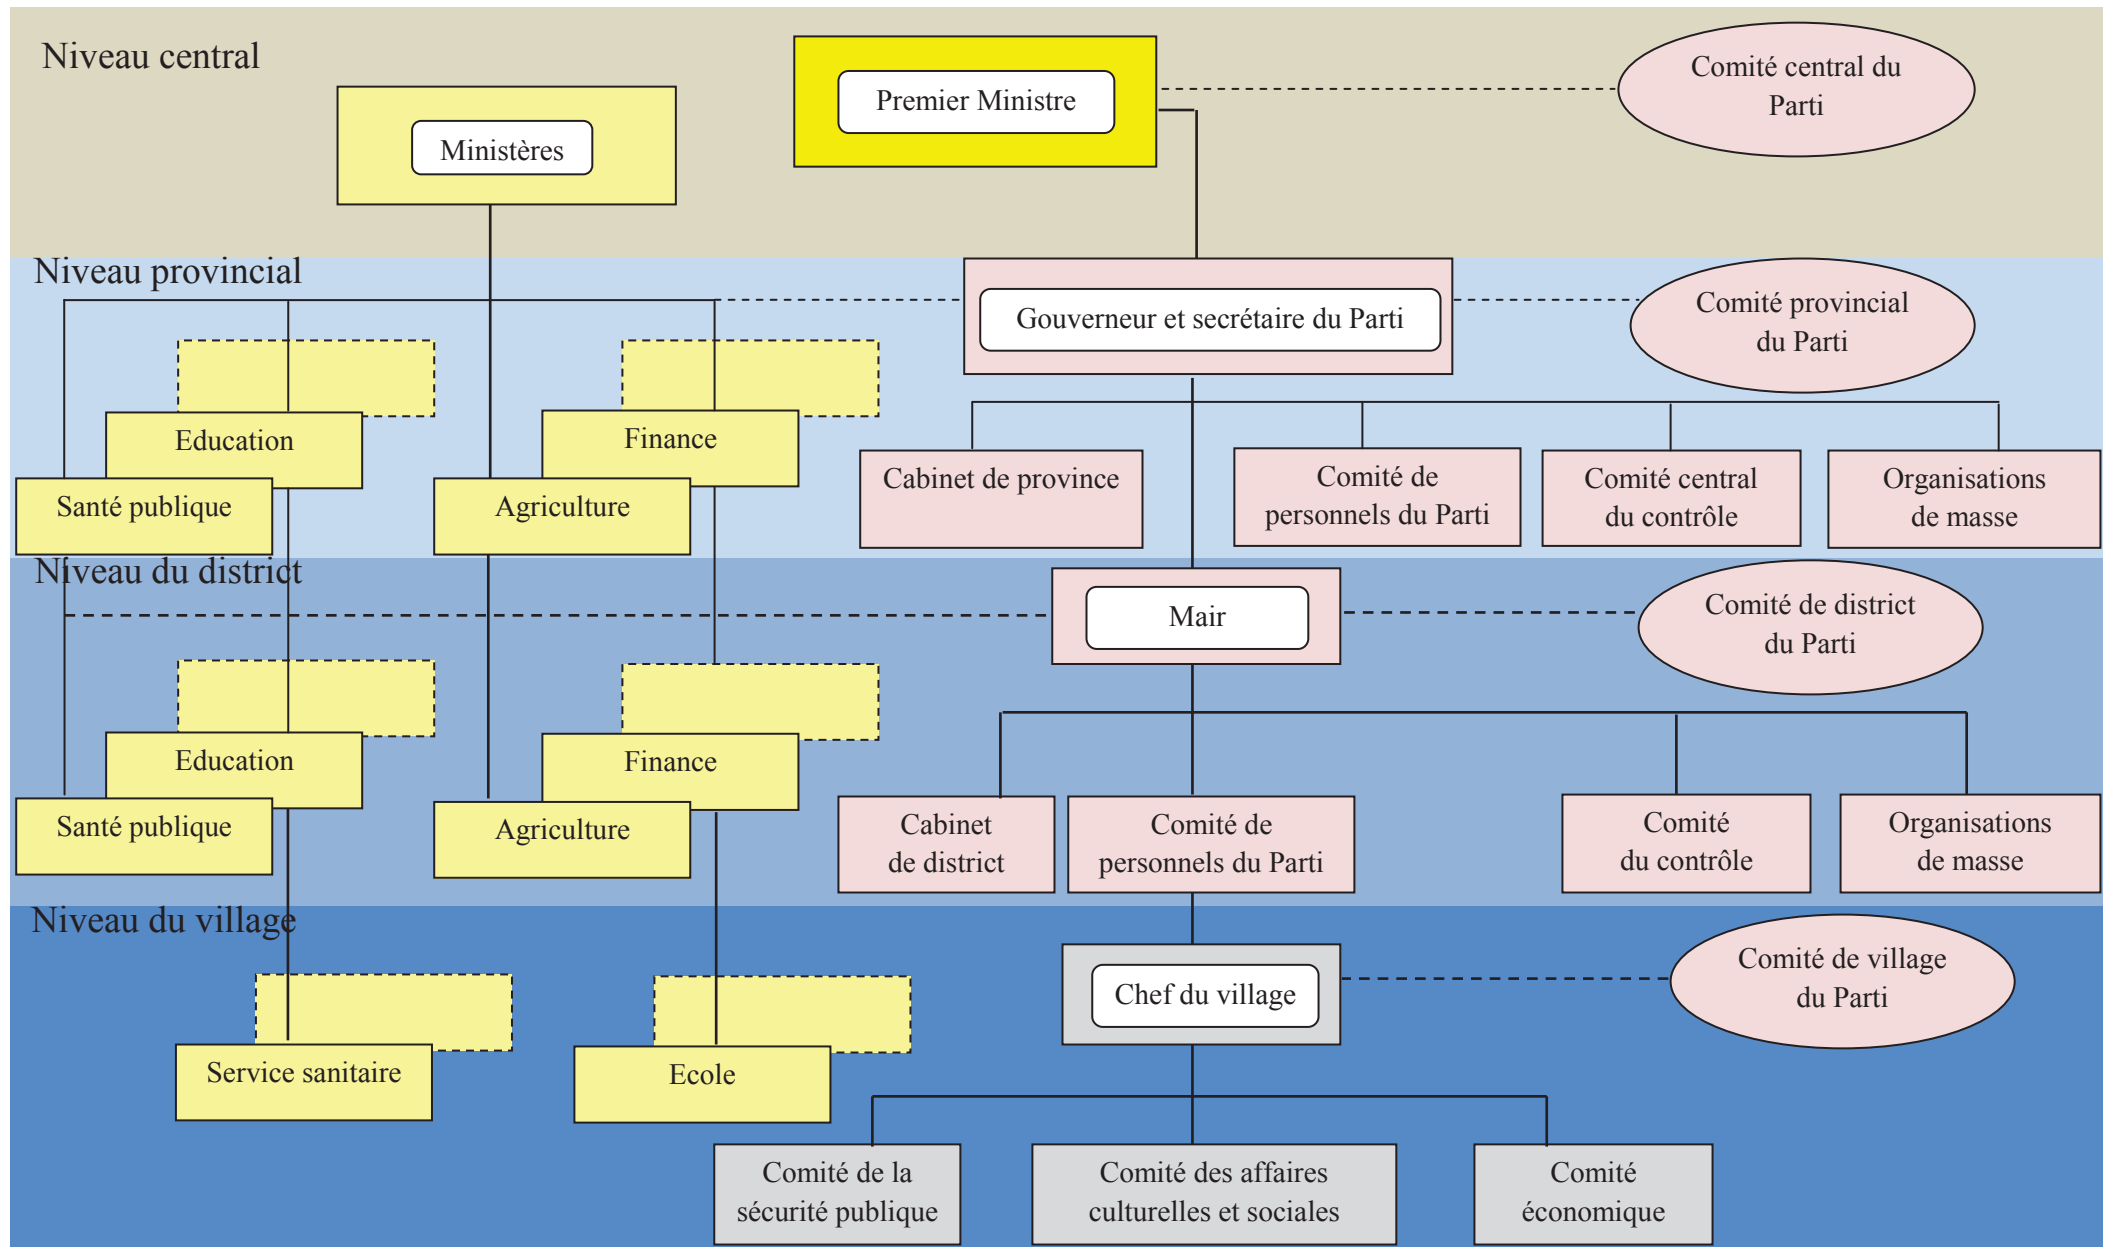 Niveau central
Premier Ministre
Comité central du
Parti
Ministères
Niveau provincial
Gouverneur et secrétaire du Parti
Comité provincial
du Parti
Education
Finance
Santé publique
Agriculture
Cabinet de province
Comité de
personnels du Parti
Comité central
du contrôle
Organisations
de masse
Niveau du district
Mair
Comité de district
du Parti
Education
Finance
Santé publique
Agriculture
Cabinet
de district
Comité de
personnels du Parti
Comité
du contrôle
Organisations
de masse
Niveau du village
Chef du village
Comité de village
du Parti
Service sanitaire
Ecole
Comité de la
sécurité publique
Comité des affaires
culturelles et sociales
Comité
économique